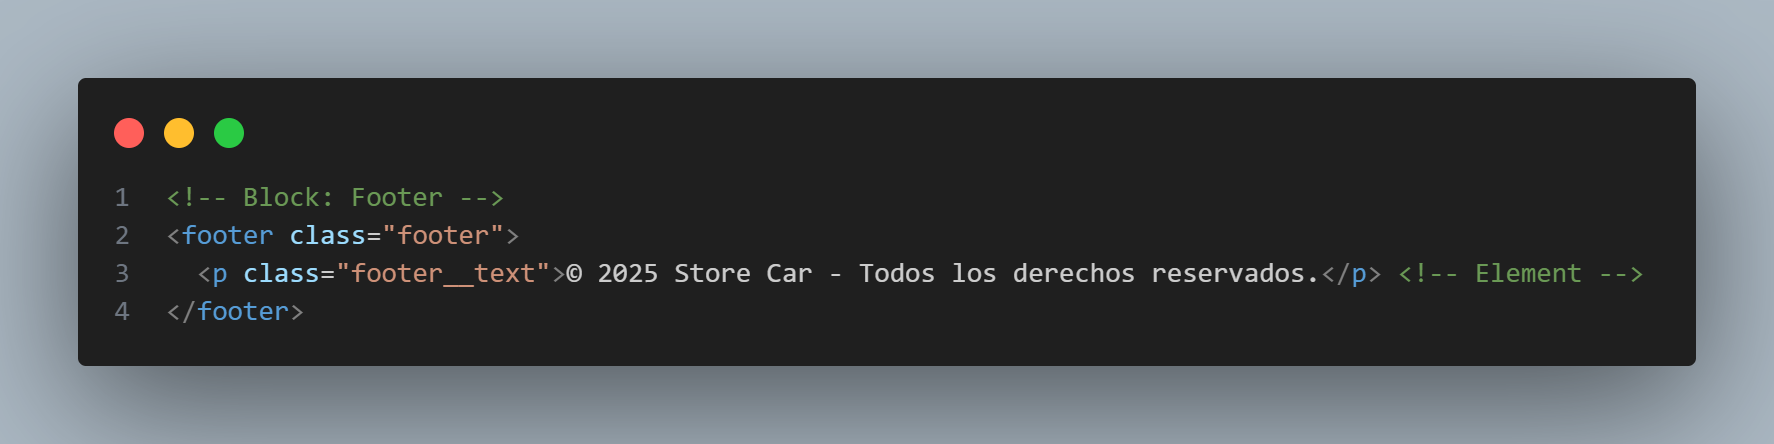 1 <!-- Block: Footer -->
2 <footer class="footer">
3   <p class="footer__text">© 2025 Store Car - Todos los derechos reservados.</p> <!-- Element -->
4 </footer>